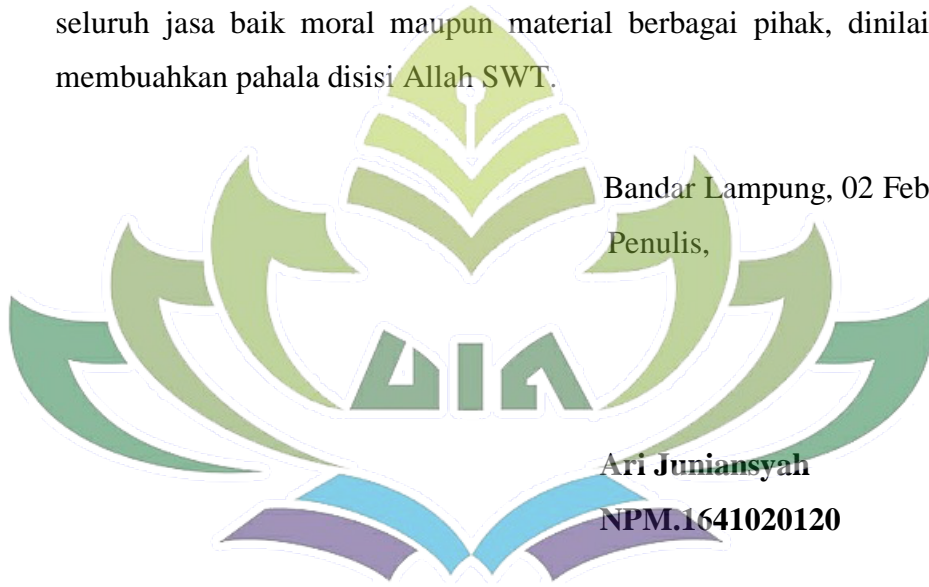 seluruh jasa baik moral maupun material berbagai pihak, dinilai
membuahkan pahala disisi Allah SWT.
Bandar Lampung, 02 Feb
Penulis,
UIN
Ari Juniansyah
NPM.1641020120